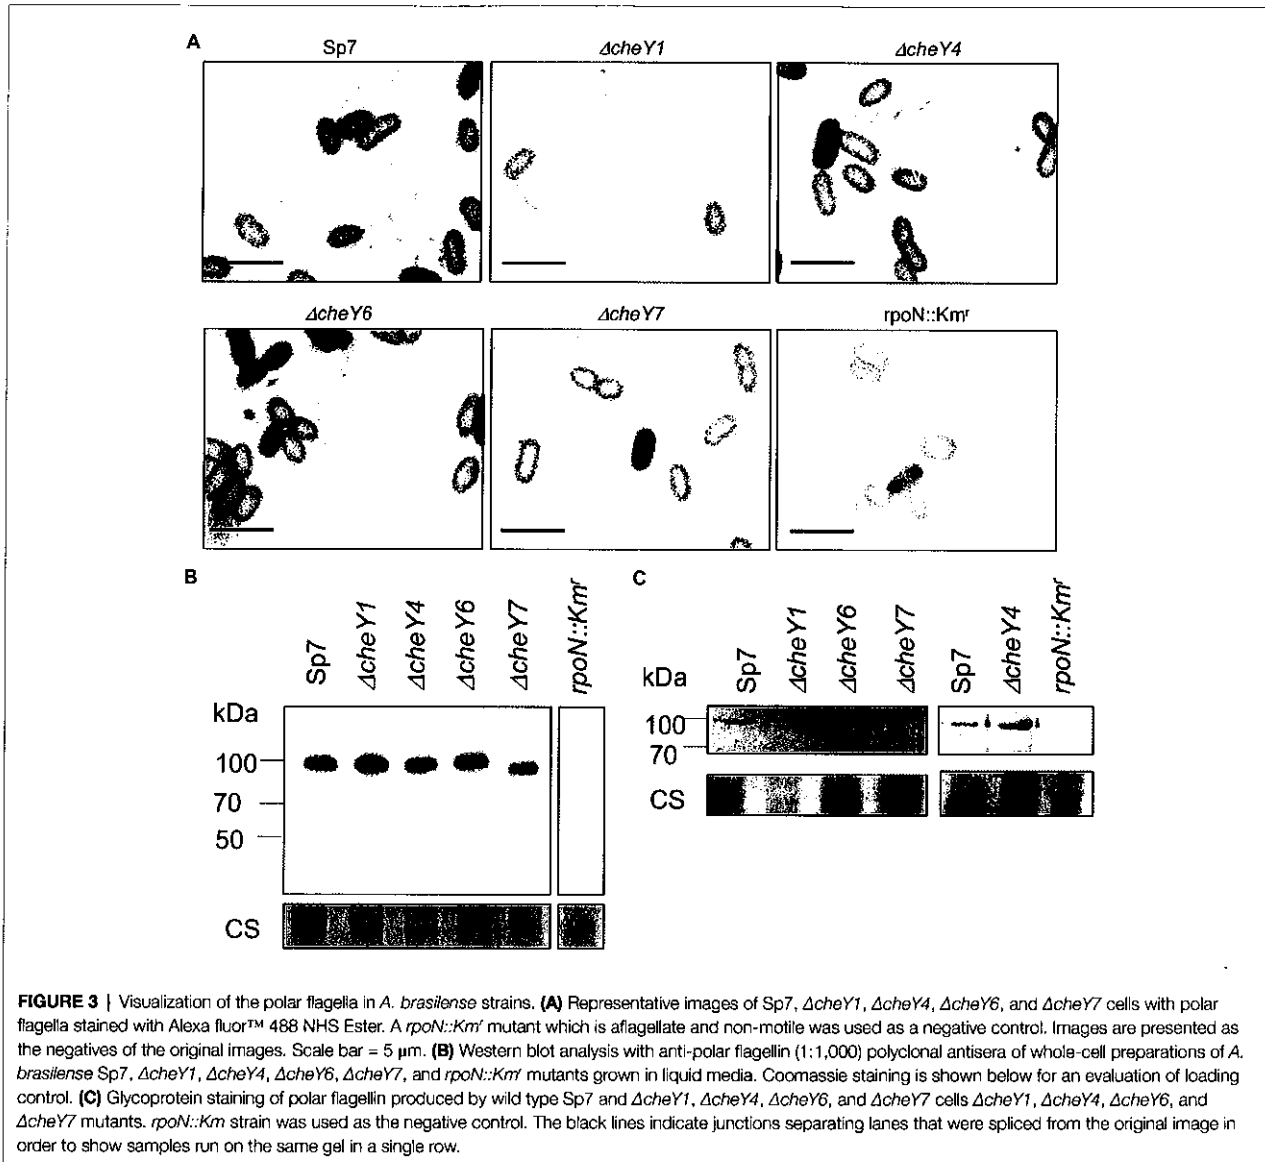 A
Sp7
ΔcheY1
ΔcheY4
ΔcheY6
ΔcheY7
rpoN::Kmʳ
B
Sp7
ΔcheY1
ΔcheY4
ΔcheY6
ΔcheY7
rpoN::Kmʳ
kDa
100
70
50
CS
C
kDa
Sp7
ΔcheY1
ΔcheY6
ΔcheY7
Sp7
ΔcheY4
rpoN::Kmʳ
100
70
CS
FIGURE 3 | Visualization of the polar flagella in A. brasilense strains. (A) Representative images of Sp7, ΔcheY1, ΔcheY4, ΔcheY6, and ΔcheY7 cells with polar
flagella stained with Alexa fluor™ 488 NHS Ester. A rpoN::Kmʳ mutant which is aflagellate and non-motile was used as a negative control. Images are presented as
the negatives of the original images. Scale bar = 5 μm. (B) Western blot analysis with anti-polar flagellin (1:1,000) polyclonal antisera of whole-cell preparations of A.
brasilense Sp7, ΔcheY1, ΔcheY4, ΔcheY6, ΔcheY7, and rpoN::Kmʳ mutants grown in liquid media. Coomassie staining is shown below for an evaluation of loading
control. (C) Glycoprotein staining of polar flagellin produced by wild type Sp7 and ΔcheY1, ΔcheY4, ΔcheY6, and ΔcheY7 cells ΔcheY1, ΔcheY4, ΔcheY6, and
ΔcheY7 mutants. rpoN::Km strain was used as the negative control. The black lines indicate junctions separating lanes that were spliced from the original image in
order to show samples run on the same gel in a single row.